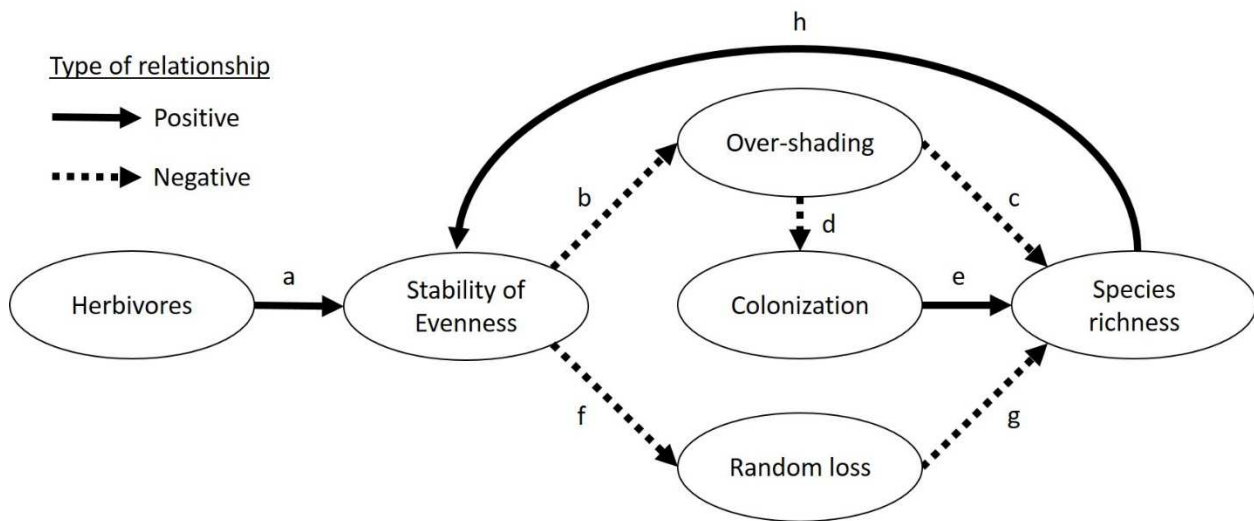 h
Type of relationship
Positive
Negative
Over-shading
b
c
d
a
Herbivores
Stability of
Evenness
Colonization
e
Species
richness
f
g
Random loss